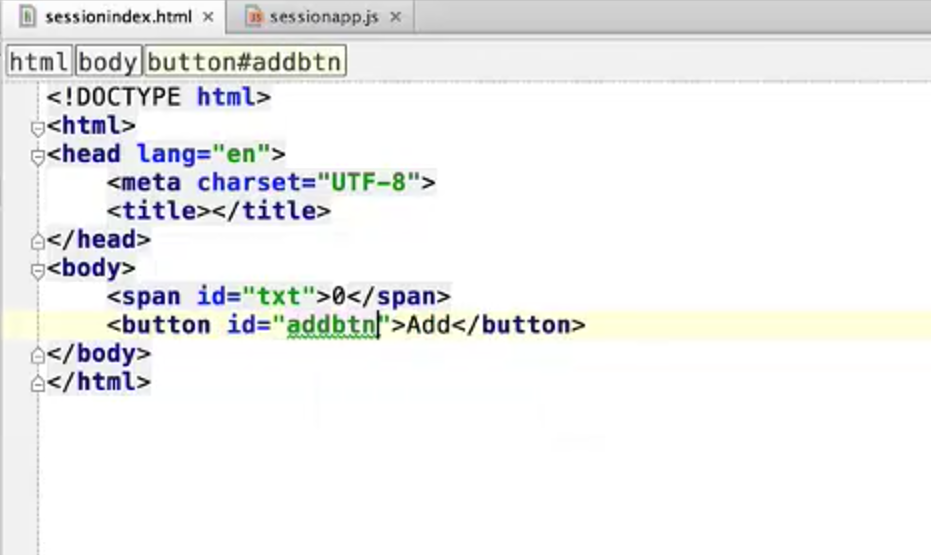 sessionindex.html × sessionapp.js ×
html body button#addbtn
<!DOCTYPE html>
<html>
<head lang="en">
    <meta charset="UTF-8">
    <title></title>
</head>
<body>
    <span id="txt">0</span>
    <button id="addbtn">Add</button>
</body>
</html>